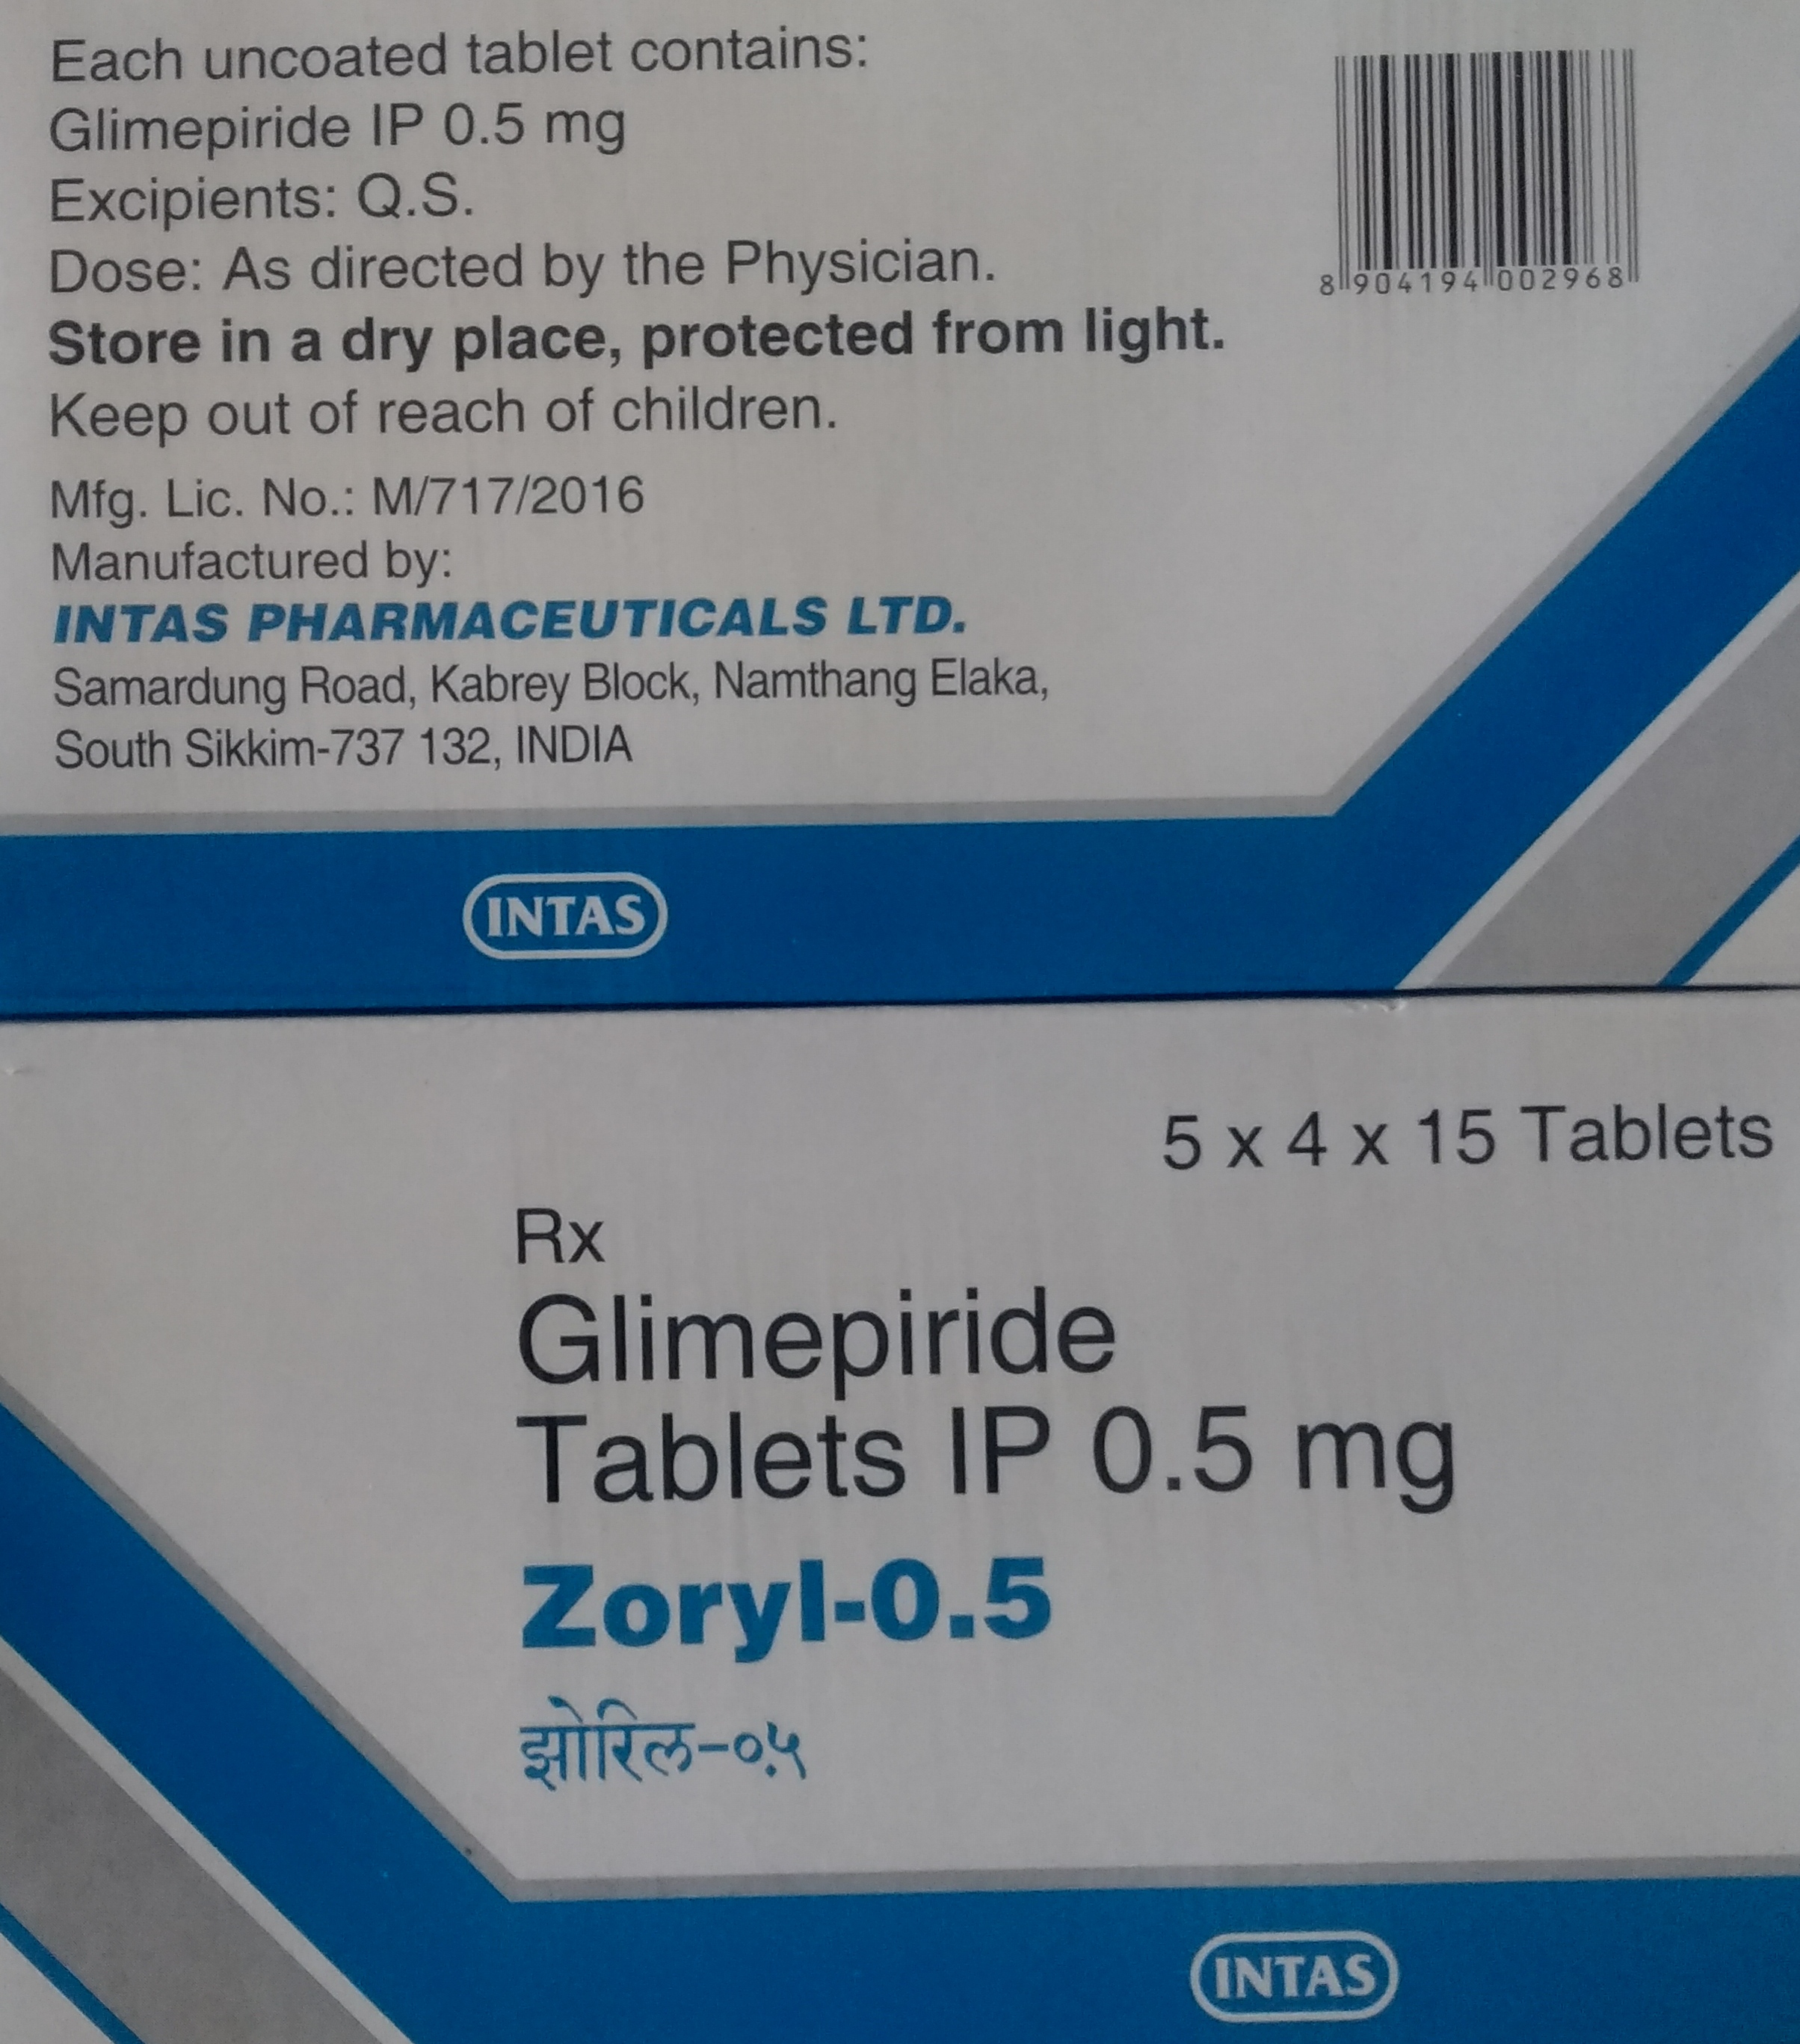 Each uncoated tablet contains:
Glimepiride IP 0.5 mg
Excipients: Q.S.
Dose: As directed by the Physician.
Store in a dry place, protected from light.
Keep out of reach of children.
Mfg. Lic. No.: M/717/2016
Manufactured by:
INTAS PHARMACEUTICALS LTD.
Samardung Road, Kabrey Block, Namthang Elaka,
South Sikkim-737 132, INDIA
8 904194 002968
INTAS
5 x 4 x 15 Tablets
Rx
Glimepiride
Tablets IP 0.5 mg
Zoryl-0.5
झोरिल-०.५
INTAS